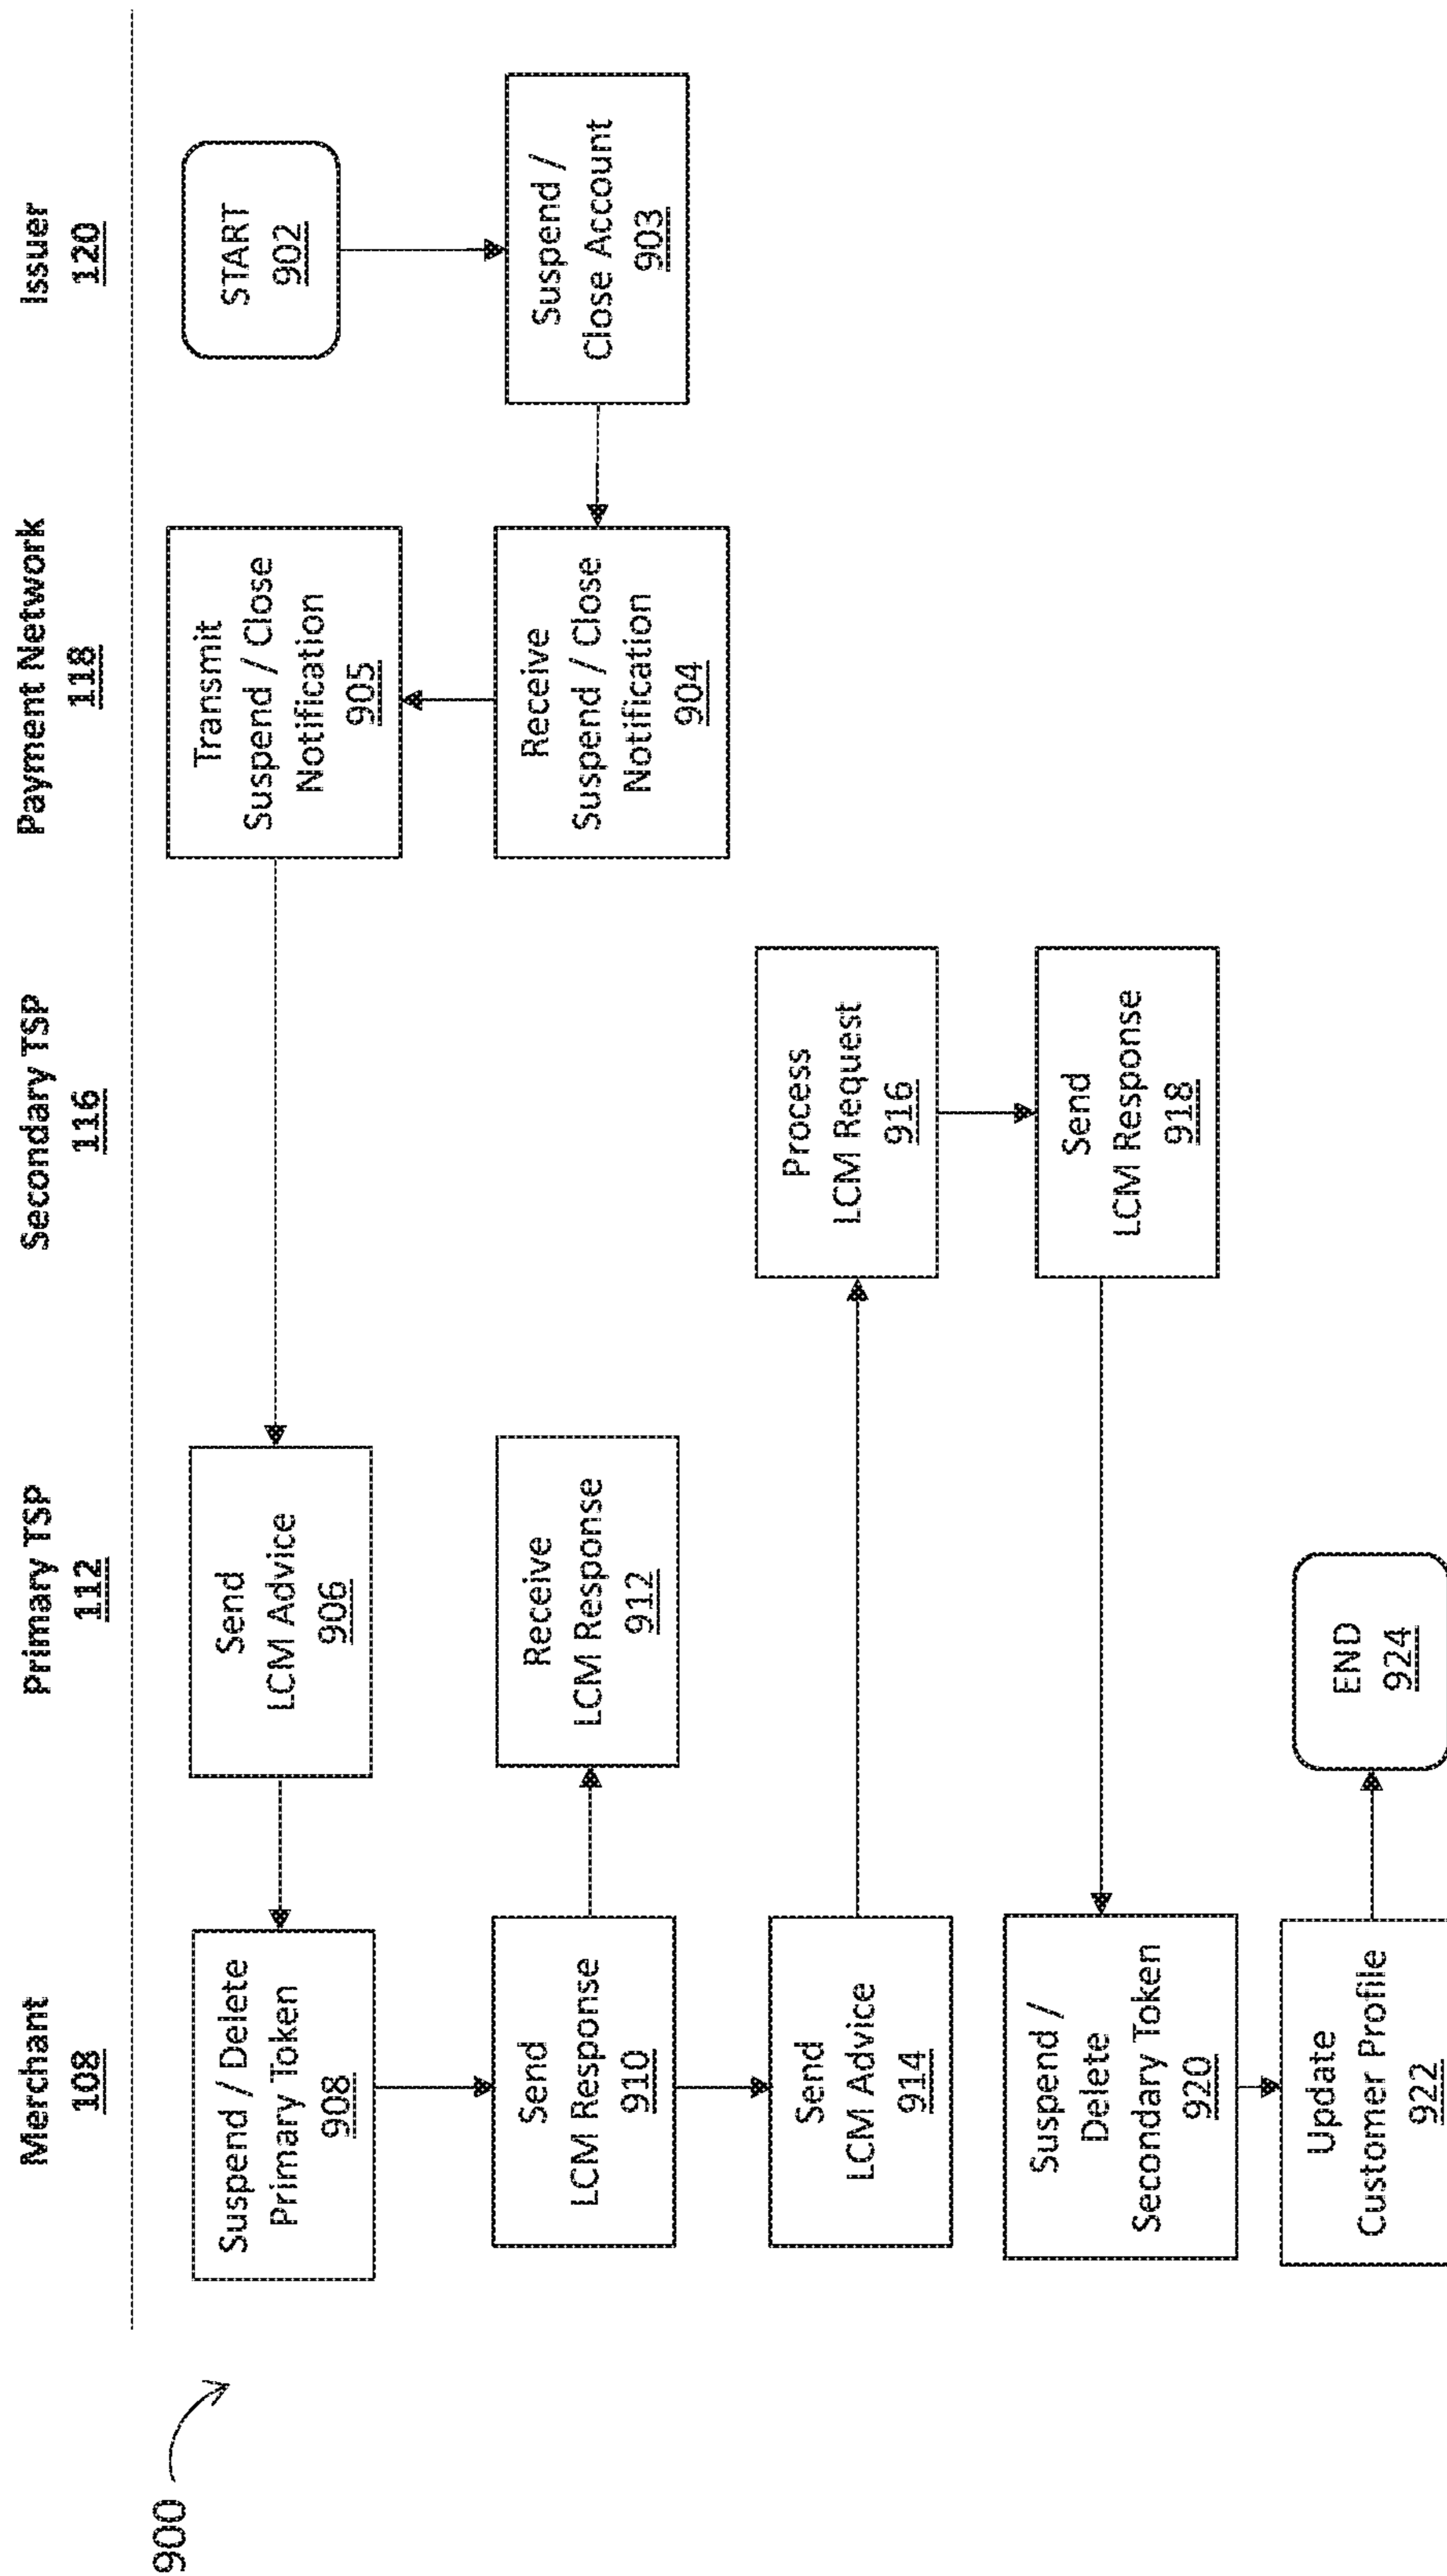 900
Merchant
108
Primary TSP
112
Secondary TSP
116
Payment Network
118
Issuer
120
START
902
Suspend /
Close Account
903
Receive
Suspend / Close
Notification
904
Transmit
Suspend / Close
Notification
905
Send
LCM Advice
906
Suspend / Delete
Primary Token
908
Send
LCM Response
910
Receive
LCM Response
912
Send
LCM Advice
914
Process
LCM Request
916
Send
LCM Response
918
Suspend /
Delete
Secondary Token
920
Update
Customer Profile
922
END
924